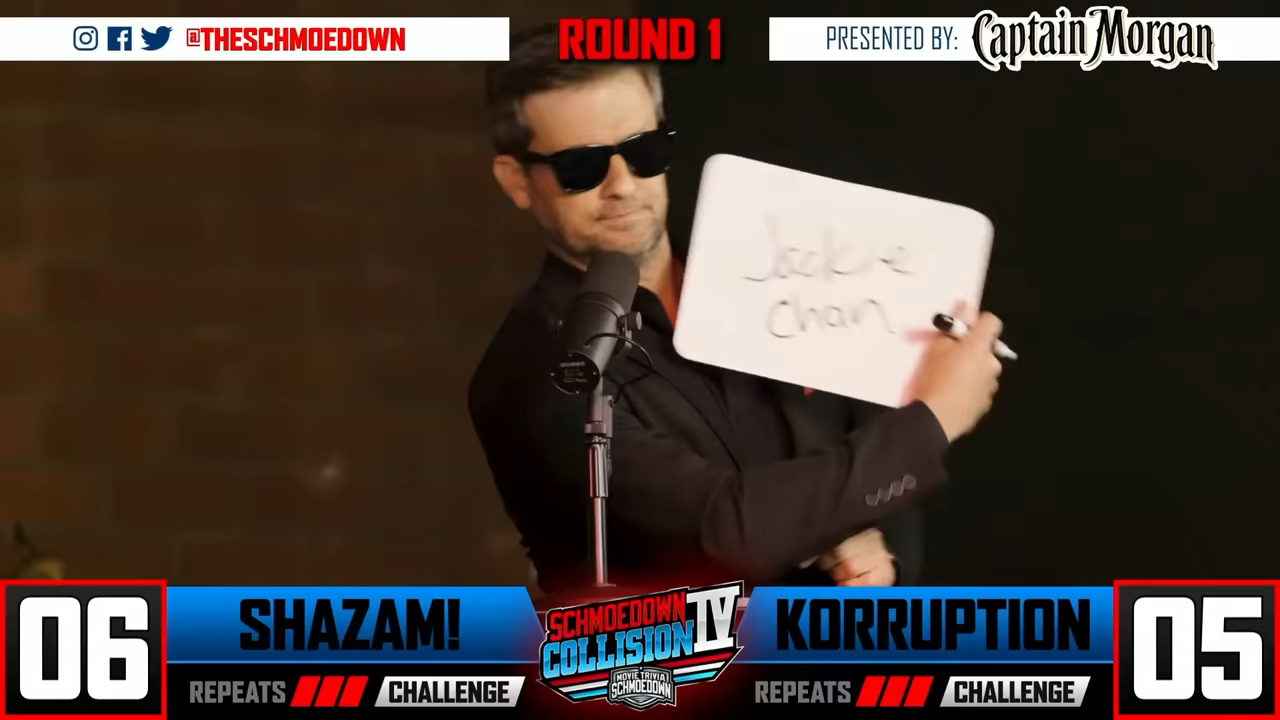 @THESCHMOEDOWN
ROUND 1
PRESENTED BY: Captain Morgan
Jackie
Chan
06
SHAZAM!
SCHMOEDOWN
COLLISION IV
MOVIE TRIVIA
SCHMOEDOWN
KORRUPTION
05
REPEATS
CHALLENGE
REPEATS
CHALLENGE